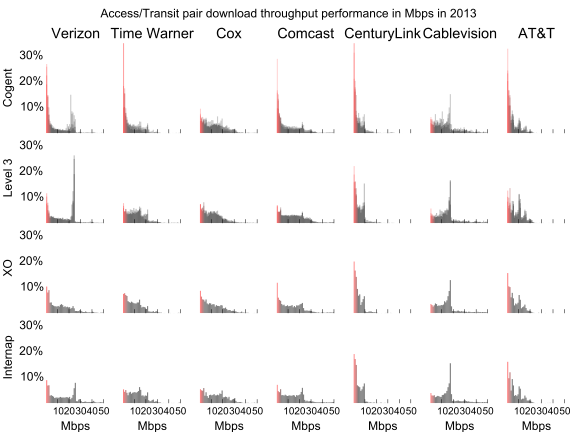 Access/Transit pair download throughput performance in Mbps in 2013
Verizon Time Warner Cox Comcast CenturyLink Cablevision AT&T
Cogent
30%
20%
10%
Level 3
30%
20%
10%
XO
30%
20%
10%
Internap
30%
20%
10%
1020304050 1020304050 1020304050 1020304050 1020304050 1020304050 1020304050
Mbps Mbps Mbps Mbps Mbps Mbps Mbps